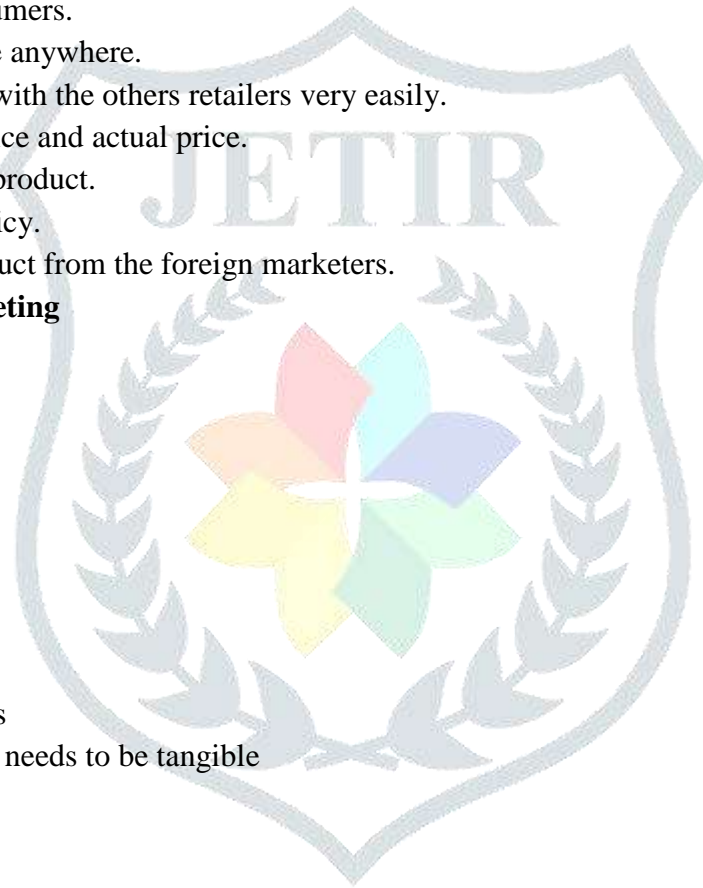 umers.
e anywhere.
with the others retailers very easily.
ce and actual price.
product.
JETIR
icy.
uct from the foreign marketers.
eting
s
needs to be tangible